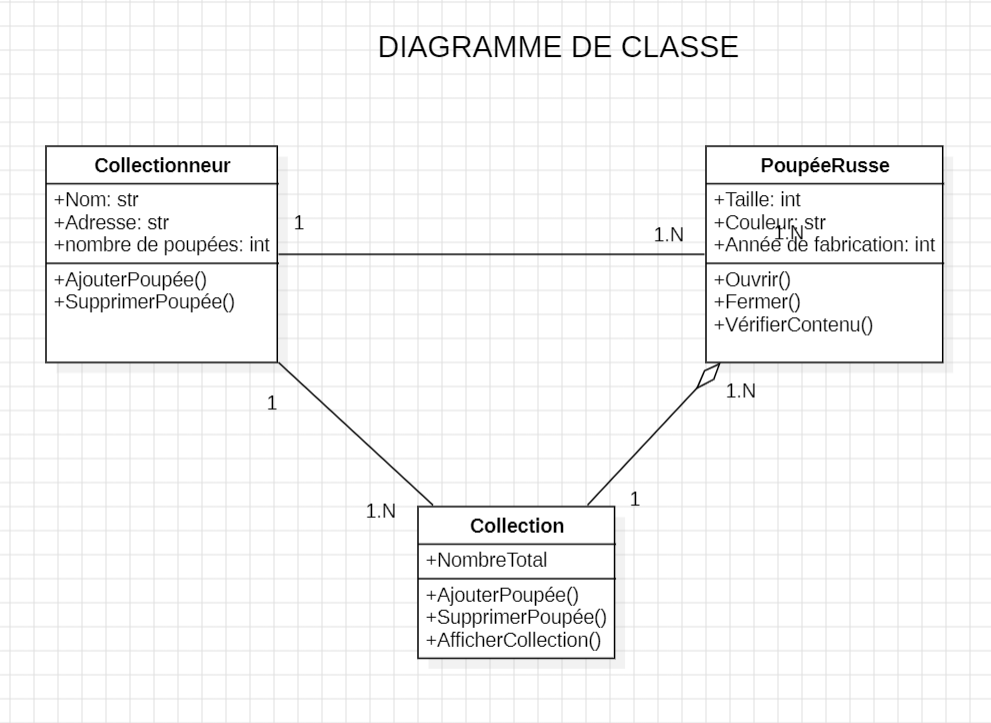 DIAGRAMME DE CLASSE
Collectionneur
+Nom: str
+Adresse: str
+nombre de poupées: int
+AjouterPoupée()
+SupprimerPoupée()
1
1.N
PoupéeRusse
+Taille: int
+Couleur: str
1.N
+Année de fabrication: int
+Ouvrir()
+Fermer()
+VérifierContenu()
1
1.N
1.N
1
Collection
+NombreTotal
+AjouterPoupée()
+SupprimerPoupée()
+AfficherCollection()